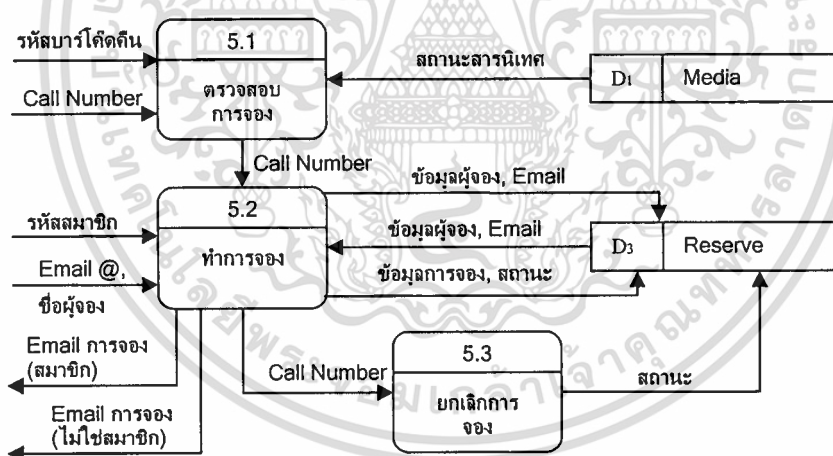 5.1
รหัสบาร์โค๊ดคืน
สถานะสารนิเทศ
D1 Media
ตรวจสอบ
การจอง
Call Number
Call Number
ข้อมูลผู้จอง, Email
5.2
รหัสสมาชิก
ข้อมูลผู้จอง, Email
D3 Reserve
ทำการจอง
Email @,
ชื่อผู้จอง
ข้อมูลการจอง, สถานะ
Email การจอง
(สมาชิก)
5.3
Call Number
สถานะ
ยกเลิกการ
จอง
Email การจอง
(ไม่ใช่สมาชิก)